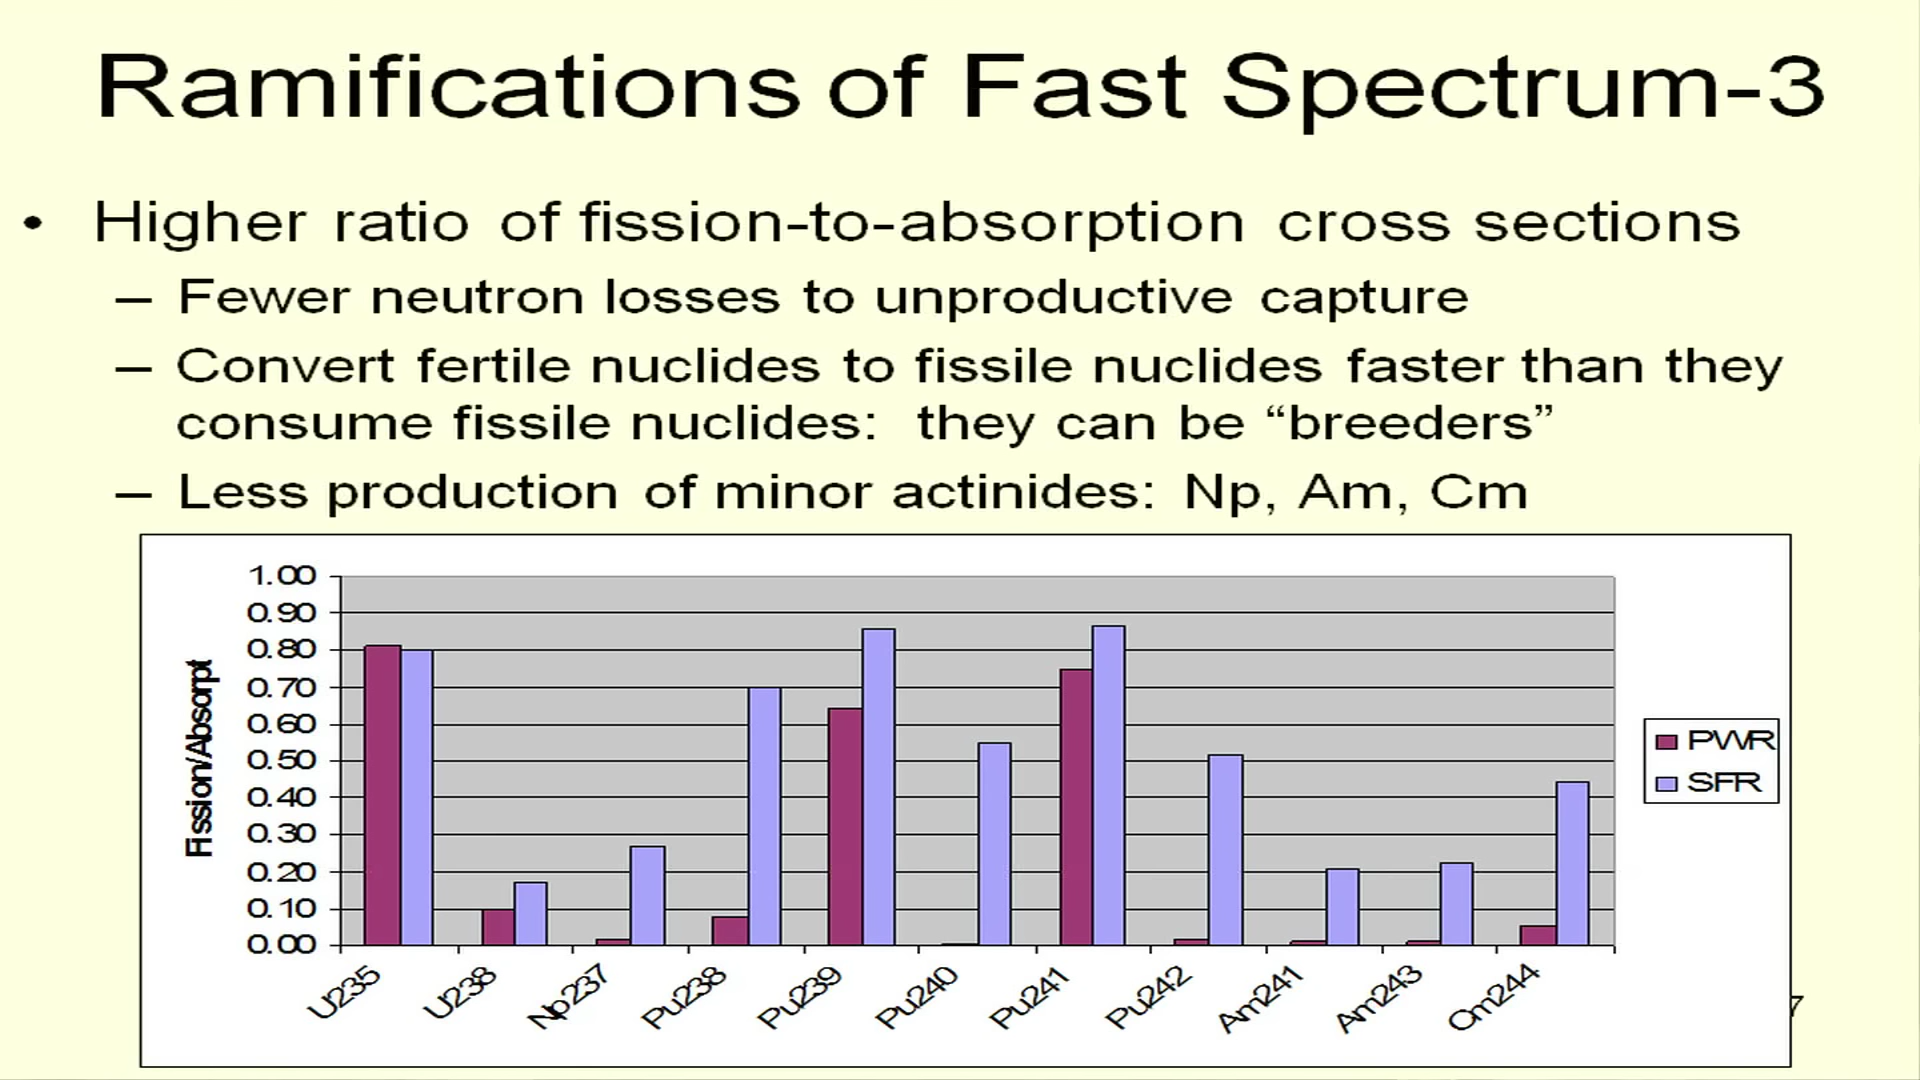 Ramifications of Fast Spectrum-3
• Higher ratio of fission-to-absorption cross sections
– Fewer neutron losses to unproductive capture
– Convert fertile nuclides to fissile nuclides faster than they
consume fissile nuclides: they can be “breeders”
– Less production of minor actinides: Np, Am, Cm
1.00
0.90
0.80
0.70
0.60
0.50
0.40
0.30
0.20
0.10
0.00
Fission/Absorpt
U235
U238
Np237
Pu238
Pu239
Pu240
Pu241
Pu242
Am241
Am243
Cm244
PWR
SFR
7